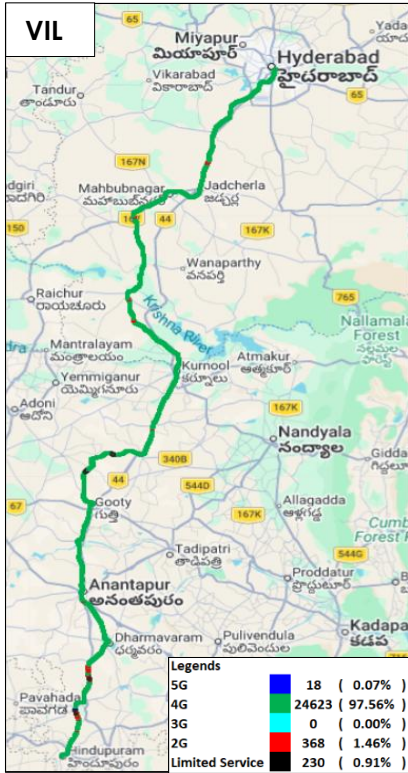 VIL
65
Yada
యాద
Miyapur
మియాపూర్
Hyderabad
హైదరాబాద్
Vikarabad
వికారాబాద్
Tandur
తాండూరు
65
167N
Mahbubnagar
Jadcherla
జడ్చర్ల
44
150
167K
Wanaparthy
వనపర్తి
Raichur
రాయచూరు
765
Krishna River
Nallamala
Forest
Mantralayam
మంత్రాలయం
Kurnool
కర్నూలు
Atmakur
ఆత్మకూర్
Yemmiganur
యెమ్మిగనూరు
Adoni
ఆదోని
167K
Nandyala
నంద్యాల
340B
44
544D
67
Gooty
గుత్తి
Allagadda
ఆళ్లగడ్డ
167K
544G
Tadipatri
తాడిపత్రి
Anantapur
అనంతపురం
Proddatur
ప్రొద్దుటూర్
Kadapa
కడప
Dharmavaram
ధర్మవరం
Pulivendula
పులివెందుల
Pavahada
పావగడ
Hindupuram
హిందూపురం
Legends
5G 18 ( 0.07% )
4G 24623 ( 97.56% )
3G 0 ( 0.00% )
2G 368 ( 1.46% )
Limited Service 230 ( 0.91% )